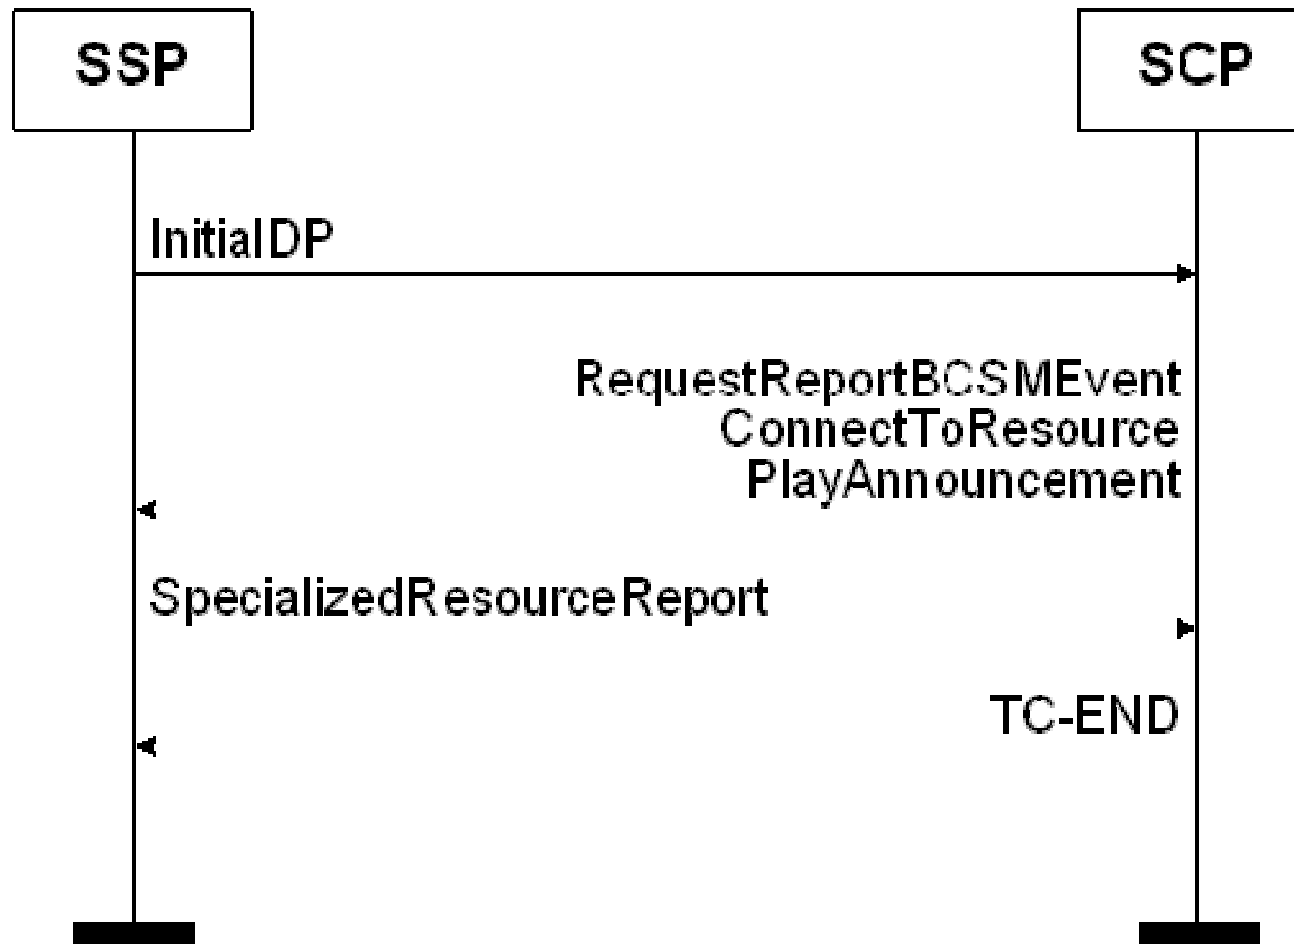 SSP
SCP
InitialDP
RequestReportBCSMEvent
ConnectToResource
PlayAnnouncement
SpecializedResourceReport
TC-END